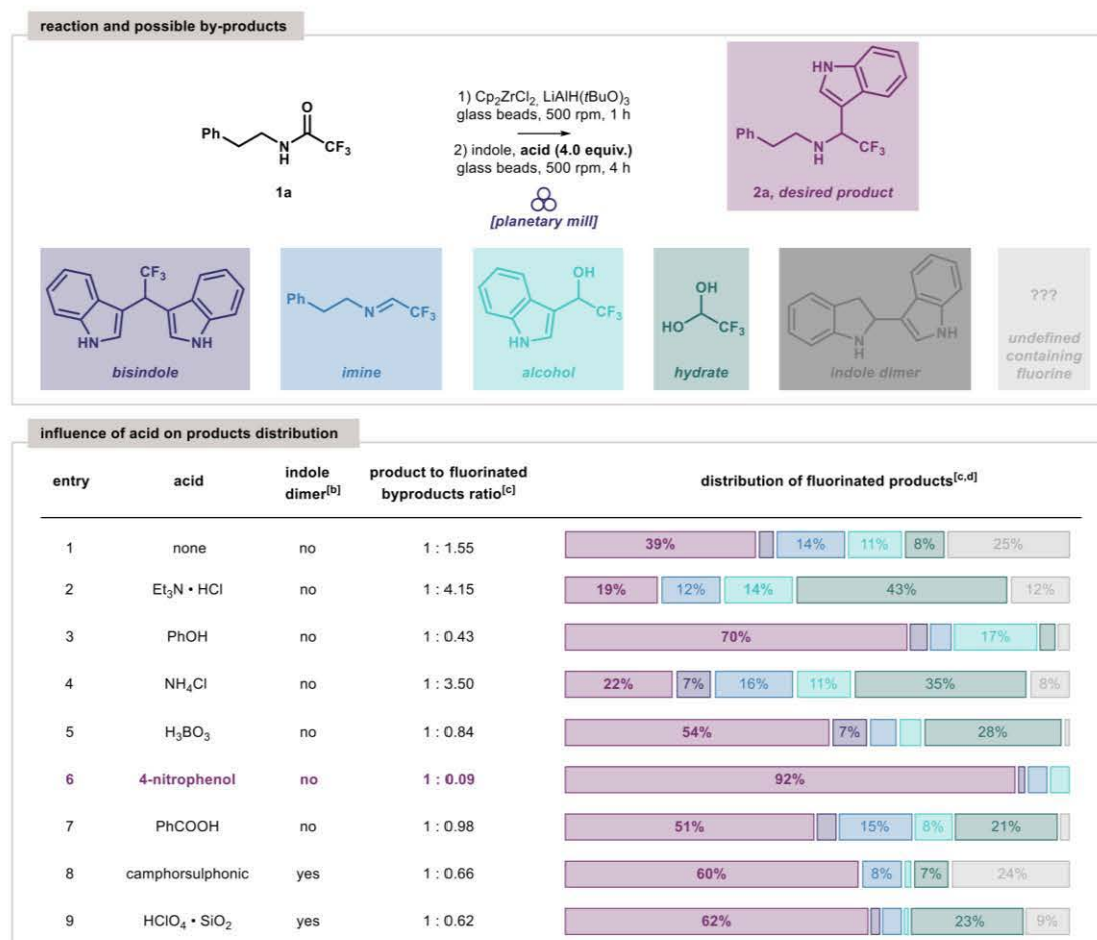 reaction and possible by-products
Ph
N
H
O
CF3
1a
1) Cp2ZrCl2, LiAlH(tBuO)3
glass beads, 500 rpm, 1 h
2) indole, acid (4.0 equiv.)
glass beads, 500 rpm, 4 h
[planetary mill]
HN
Ph
N
H
CF3
2a, desired product
CF3
NH
NH
bisindole
Ph
N
CF3
imine
OH
CF3
NH
alcohol
OH
HO
CF3
hydrate
N
H
NH
indole dimer
???
undefined
containing
fluorine
influence of acid on products distribution
entry acid indole dimer[b] product to fluorinated byproducts ratio[c] distribution of fluorinated products[c,d]
1 none no 1 : 1.55 39% 14% 11% 8% 25%
2 Et3N • HCl no 1 : 4.15 19% 12% 14% 43% 12%
3 PhOH no 1 : 0.43 70% 17%
4 NH4Cl no 1 : 3.50 22% 7% 16% 11% 35% 8%
5 H3BO3 no 1 : 0.84 54% 7% 28%
6 4-nitrophenol no 1 : 0.09 92%
7 PhCOOH no 1 : 0.98 51% 15% 8% 21%
8 camphorsulphonic yes 1 : 0.66 60% 8% 7% 24%
9 HClO4 • SiO2 yes 1 : 0.62 62% 23% 9%